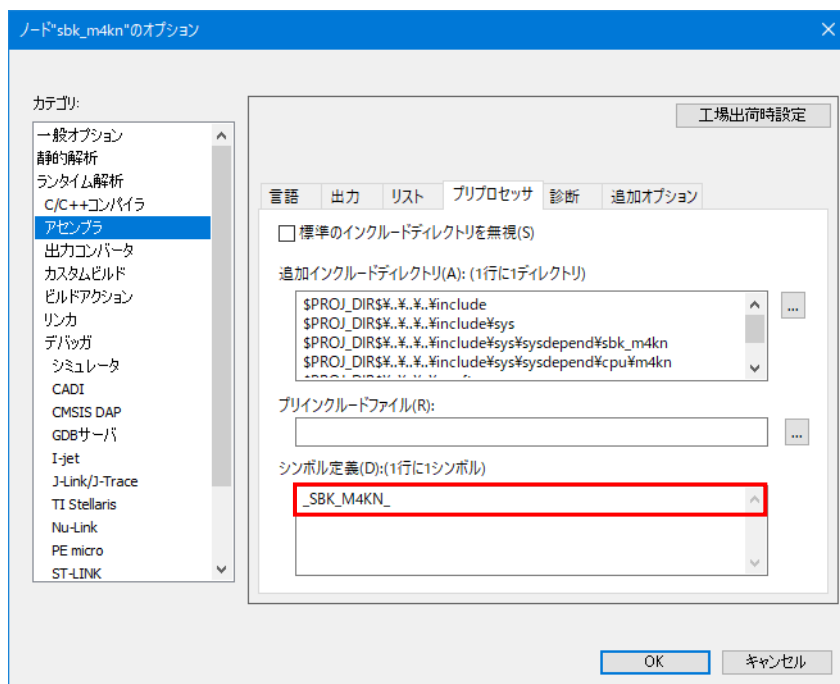 ノード"sbk_m4kn"のオプション
カテゴリ:
一般オプション
静的解析
ランタイム解析
C/C++コンパイラ
アセンブラ
出力コンバータ
カスタムビルド
ビルドアクション
リンカ
デバッガ
シミュレータ
CADI
CMSIS DAP
GDBサーバ
I-jet
J-Link/J-Trace
TI Stellaris
Nu-Link
PE micro
ST-LINK
工場出荷時設定
言語 出力 リスト プリプロセッサ 診断 追加オプション
標準のインクルードディレクトリを無視(S)
追加インクルードディレクトリ(A): (1行に1ディレクトリ)
$PROJ_DIR$¥..¥..¥..¥include
$PROJ_DIR$¥..¥..¥..¥include¥sys
$PROJ_DIR$¥..¥..¥..¥include¥sys¥sysdepend¥sbk_m4kn
$PROJ_DIR$¥..¥..¥..¥include¥sys¥sysdepend¥cpu¥m4kn
...
プリインクルードファイル(R):
...
シンボル定義(D):(1行に1シンボル)
_SBK_M4KN_
OK キャンセル